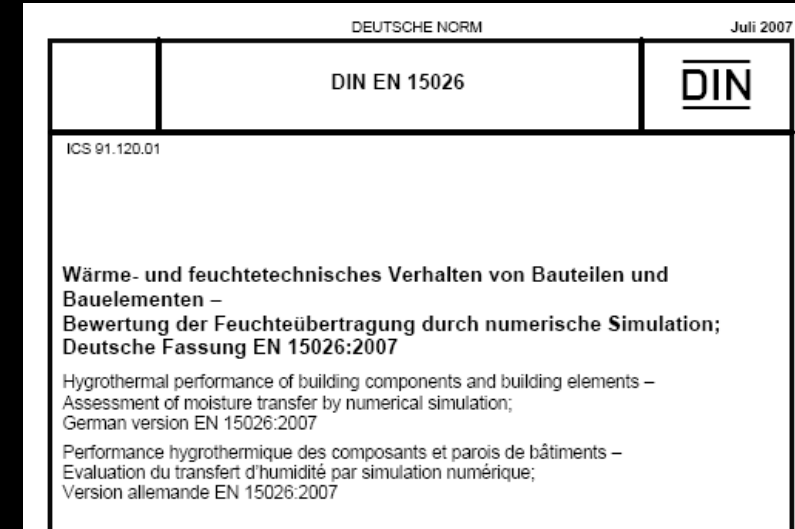 DEUTSCHE NORM
Juli 2007
DIN EN 15026
DIN
ICS 91.120.01
Wärme- und feuchtetechnisches Verhalten von Bauteilen und
Bauelementen –
Bewertung der Feuchteübertragung durch numerische Simulation;
Deutsche Fassung EN 15026:2007
Hygrothermal performance of building components and building elements –
Assessment of moisture transfer by numerical simulation;
German version EN 15026:2007
Performance hygrothermique des composants et parois de bâtiments –
Evaluation du transfert d'humidité par simulation numérique;
Version allemande EN 15026:2007